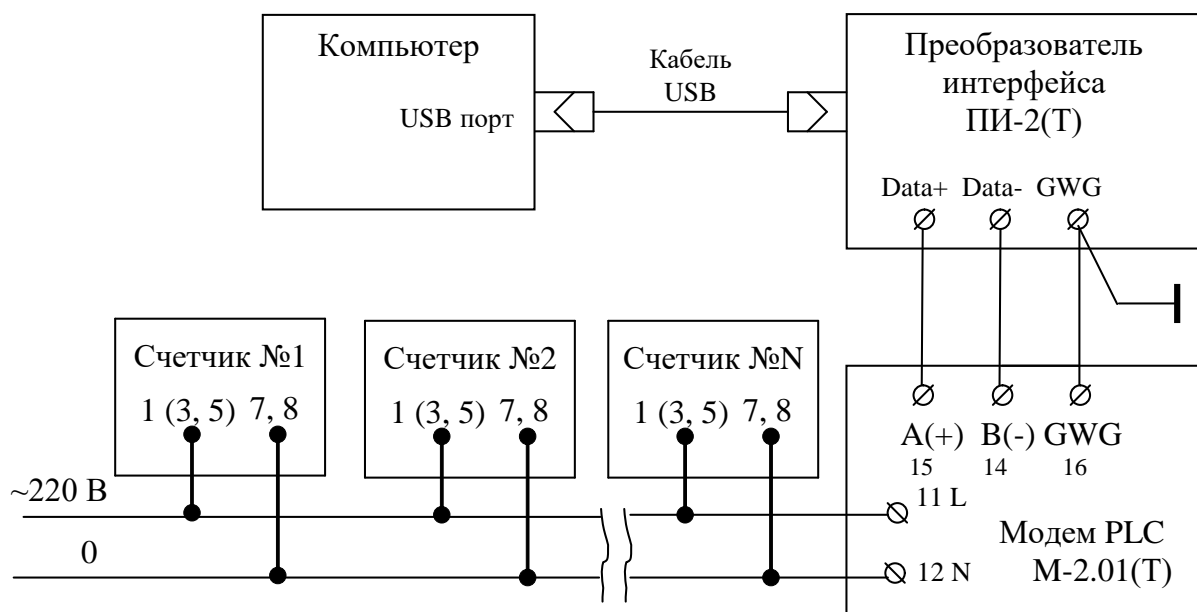 Компьютер
USB порт
Кабель
USB
Преобразователь
интерфейса
ПИ-2(Т)
Data+ Data- GWG
Счетчик №1
1 (3, 5) 7, 8
Счетчик №2
1 (3, 5) 7, 8
Счетчик №N
1 (3, 5) 7, 8
A(+) B(-) GWG
15 14 16
~220 В
0
11 L
12 N
Модем PLC
М-2.01(Т)